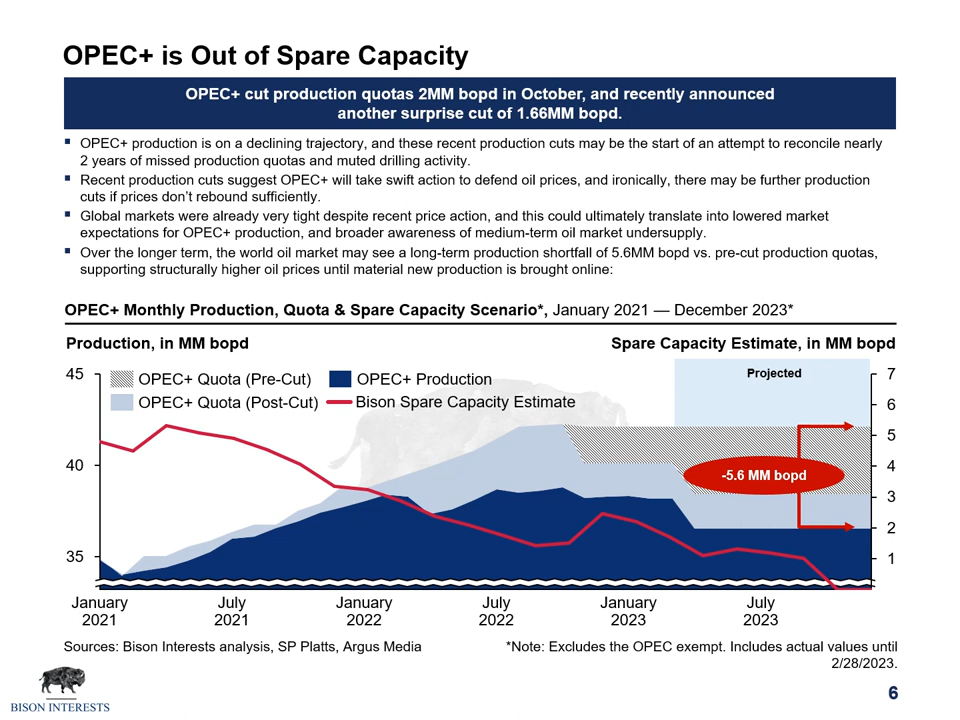 OPEC+ is Out of Spare Capacity
OPEC+ cut production quotas 2MM bopd in October, and recently announced
another surprise cut of 1.66MM bopd.
▪ OPEC+ production is on a declining trajectory, and these recent production cuts may be the start of an attempt to reconcile nearly
2 years of missed production quotas and muted drilling activity.
▪ Recent production cuts suggest OPEC+ will take swift action to defend oil prices, and ironically, there may be further production
cuts if prices don’t rebound sufficiently.
▪ Global markets were already very tight despite recent price action, and this could ultimately translate into lowered market
expectations for OPEC+ production, and broader awareness of medium-term oil market undersupply.
▪ Over the longer term, the world oil market may see a long-term production shortfall of 5.6MM bopd vs. pre-cut production quotas,
supporting structurally higher oil prices until material new production is brought online:
OPEC+ Monthly Production, Quota & Spare Capacity Scenario*, January 2021 — December 2023*
Production, in MM bopd
Spare Capacity Estimate, in MM bopd
OPEC+ Quota (Pre-Cut)
OPEC+ Production
OPEC+ Quota (Post-Cut)
Bison Spare Capacity Estimate
Projected
-5.6 MM bopd
45
40
35
7
6
5
4
3
2
1
January
2021
July
2021
January
2022
July
2022
January
2023
July
2023
Sources: Bison Interests analysis, SP Platts, Argus Media
*Note: Excludes the OPEC exempt. Includes actual values until
2/28/2023.
BISON INTERESTS
6